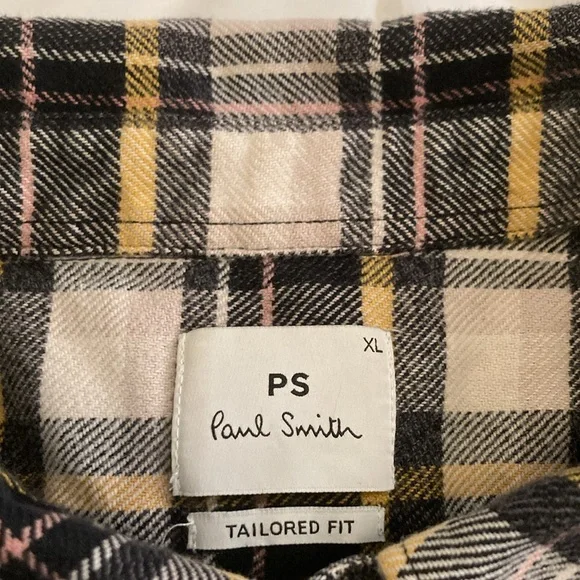 XL
PS
Paul Smith
TAILORED FIT